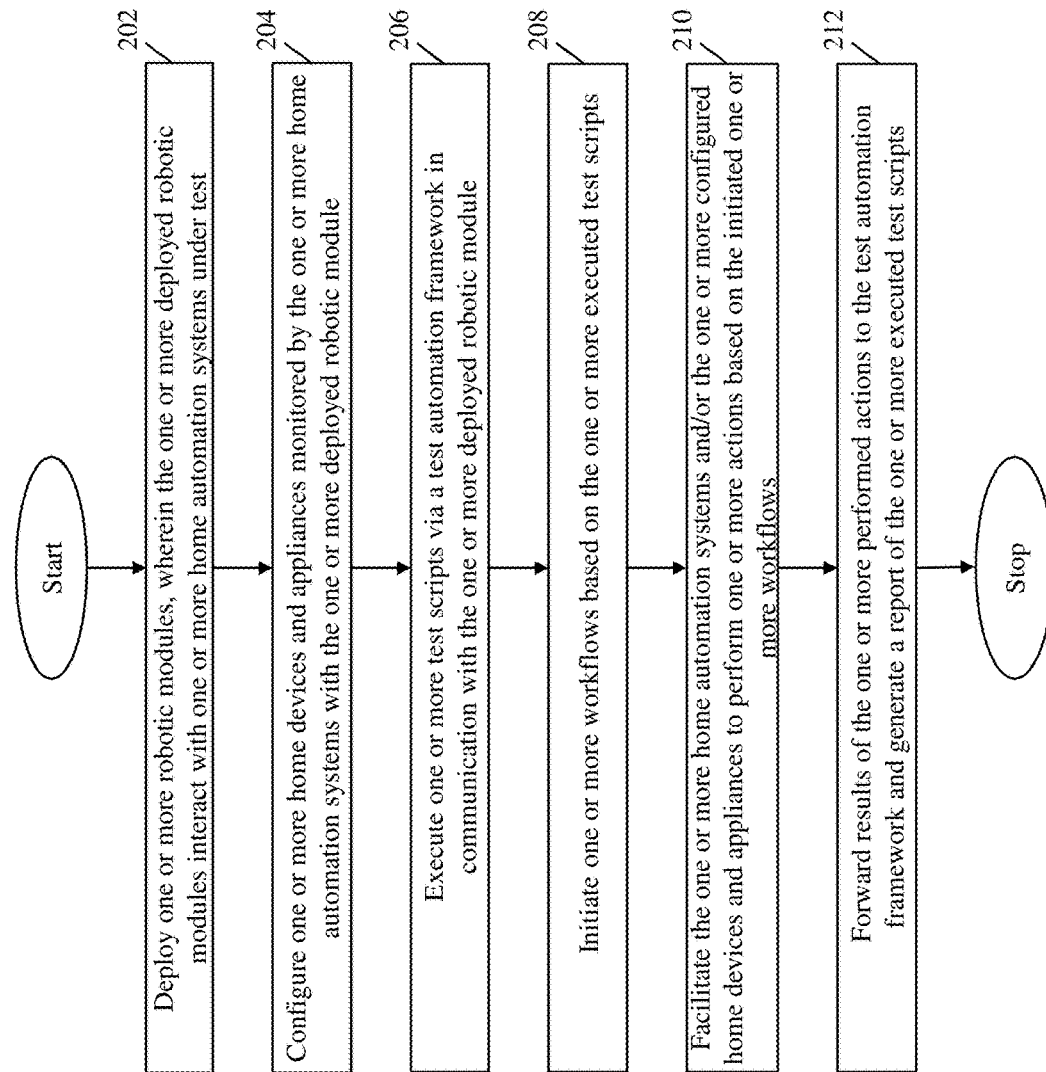 Start
202
Deploy one or more robotic modules, wherein the one or more deployed robotic
modules interact with one or more home automation systems under test
204
Configure one or more home devices and appliances monitored by the one or more home
automation systems with the one or more deployed robotic module
206
Execute one or more test scripts via a test automation framework in
communication with the one or more deployed robotic module
208
Initiate one or more workflows based on the one or more executed test scripts
210
Facilitate the one or more home automation systems and/or the one or more configured
home devices and appliances to perform one or more actions based on the initiated one or
more workflows
212
Forward results of the one or more performed actions to the test automation
framework and generate a report of the one or more executed test scripts
Stop